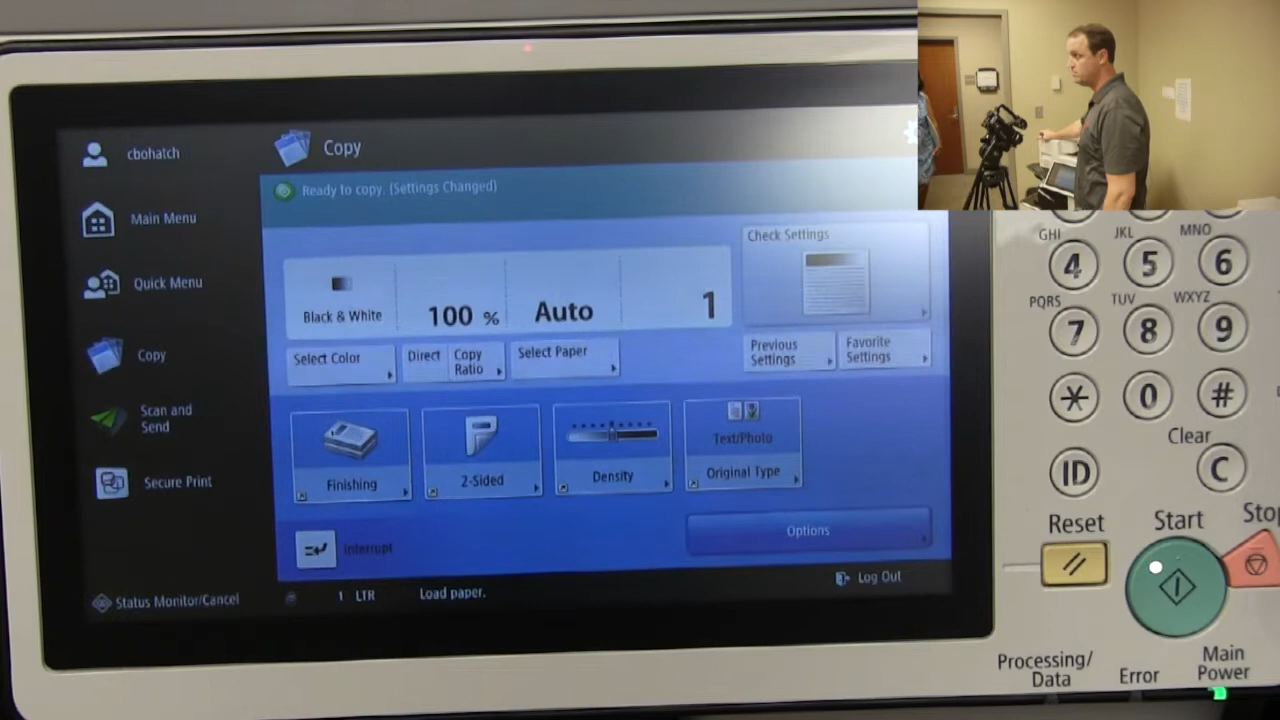 cbohatch
Main Menu
Quick Menu
Copy
Scan and
Send
Secure Print
Status Monitor/Cancel
Copy
Ready to copy. (Settings Changed)
Black & White
100 %
Auto
1
Select Color
Direct
Copy
Ratio
Select Paper
Check Settings
Previous
Settings
Favorite
Settings
Finishing
2-Sided
Density
Text/Photo
Original Type
Interrupt
Options
1 LTR Load paper.
Log Out
GHI JKL MNO
4 5 6
PQRS TUV WXYZ
7 8 9
* 0 #
Clear
ID C
Reset Start Stop
Processing/
Data
Error
Main
Power